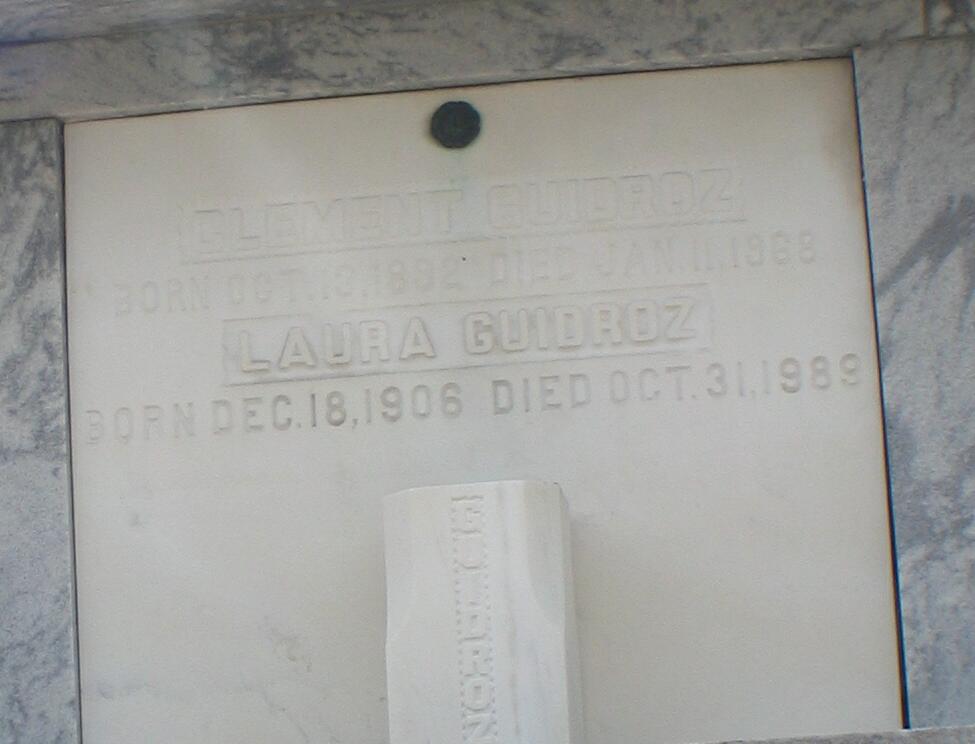 CLEMENT GUIDROZ
BORN OCT.13,1892 DIED JAN.11,1968
LAURA GUIDROZ
BORN DEC.18,1906 DIED OCT.31,1989